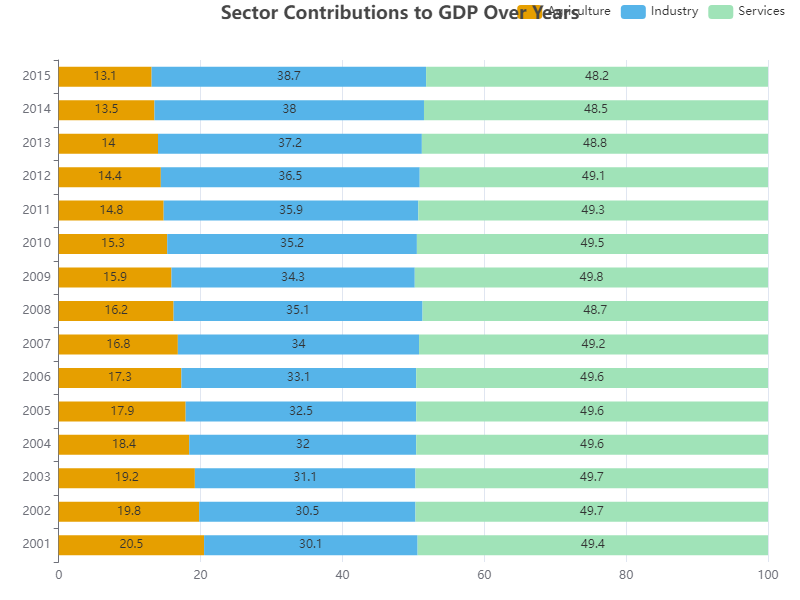 Sector Contributions to GDP Over Years
Agriculture Industry Services
2015 13.1 38.7 48.2
2014 13.5 38 48.5
2013 14 37.2 48.8
2012 14.4 36.5 49.1
2011 14.8 35.9 49.3
2010 15.3 35.2 49.5
2009 15.9 34.3 49.8
2008 16.2 35.1 48.7
2007 16.8 34 49.2
2006 17.3 33.1 49.6
2005 17.9 32.5 49.6
2004 18.4 32 49.6
2003 19.2 31.1 49.7
2002 19.8 30.5 49.7
2001 20.5 30.1 49.4
0 20 40 60 80 100